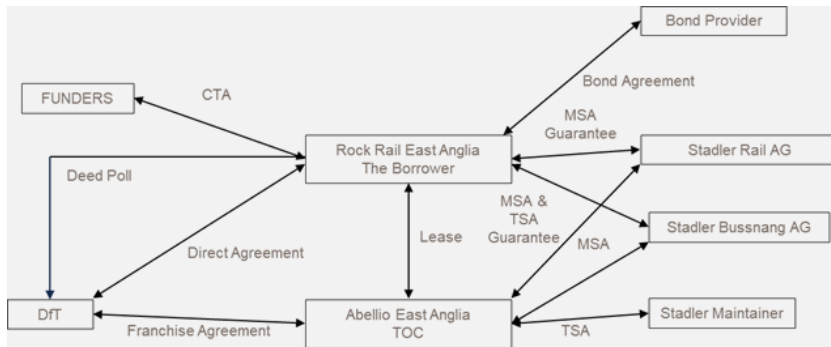 Bond Provider
Bond Agreement
CTA
FUNDERS
MSA
Guarantee
Rock Rail East Anglia
The Borrower
Stadler Rail AG
Deed Poll
MSA &
TSA
Guarantee
Stadler Bussnang AG
Lease
MSA
Direct Agreement
DfT
Abellio East Anglia
TOC
Stadler Maintainer
Franchise Agreement
TSA